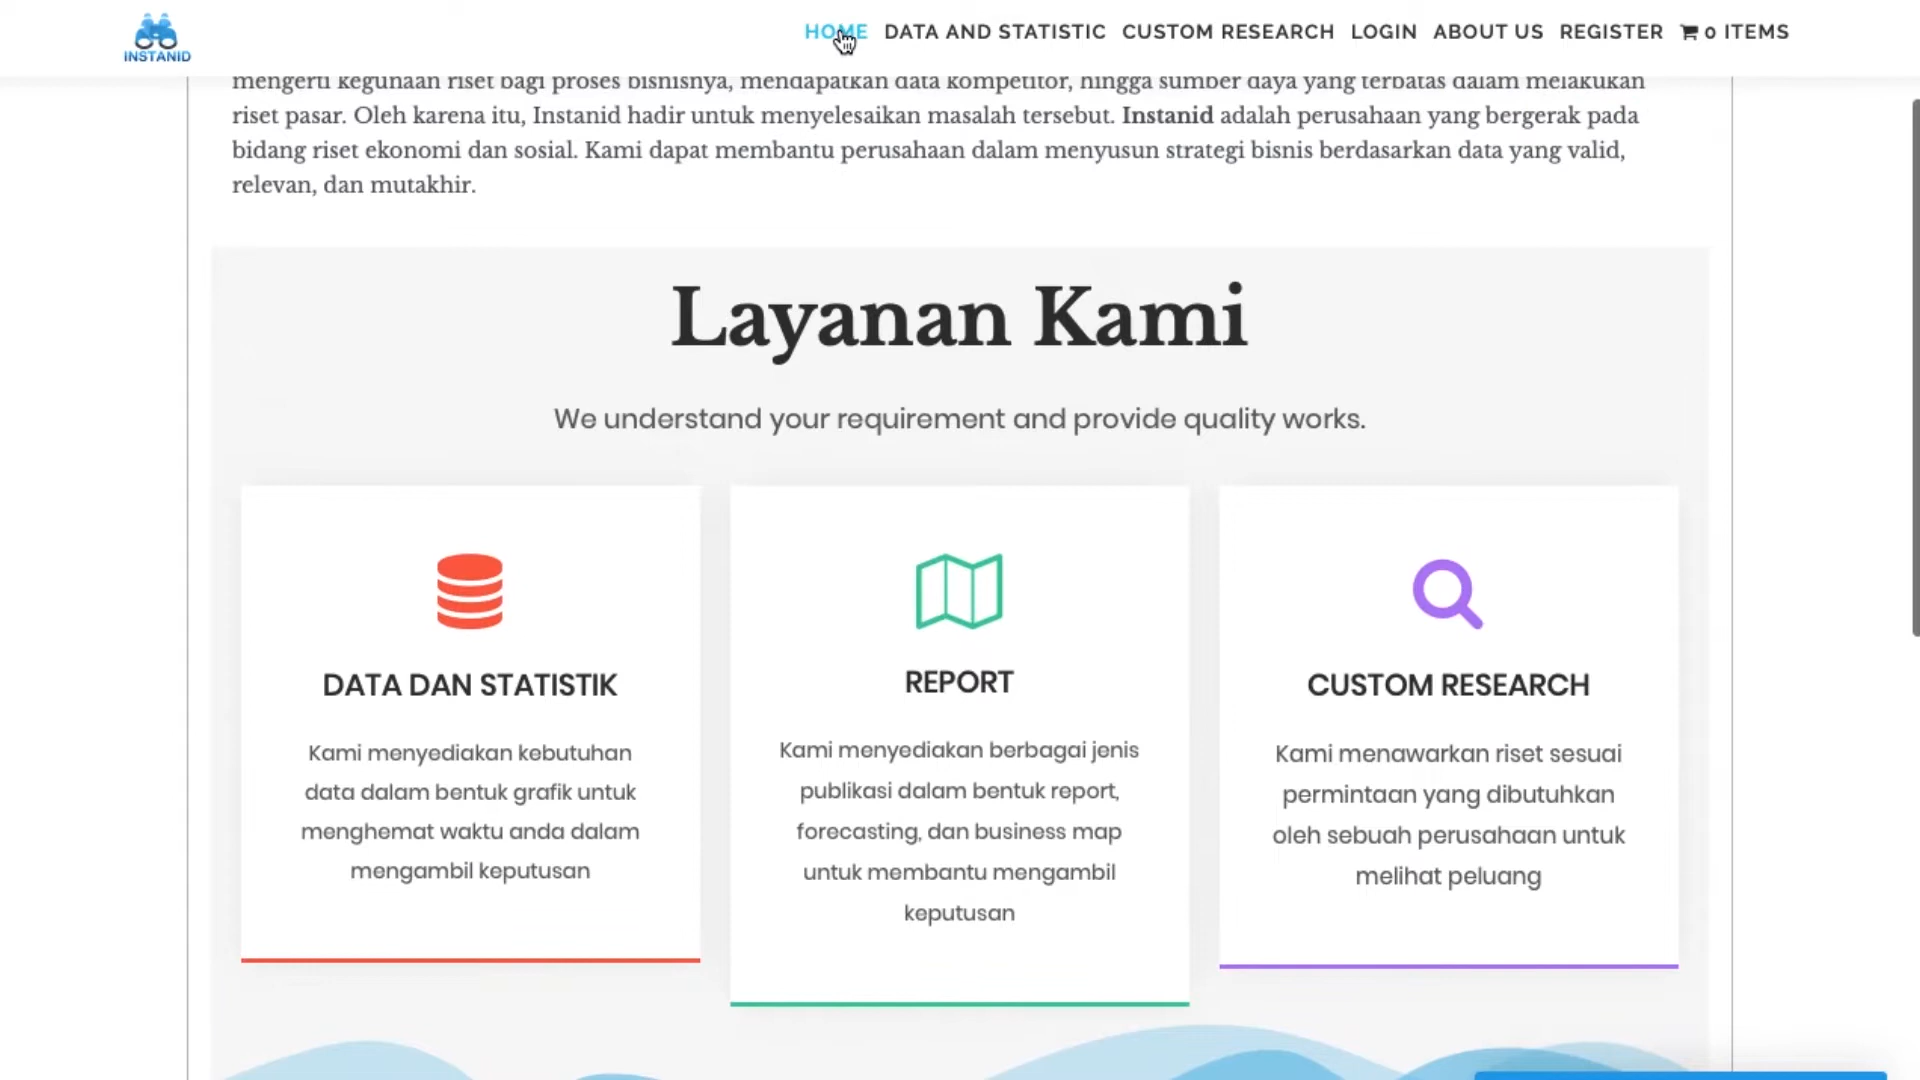 INSTANID
HOME DATA AND STATISTIC CUSTOM RESEARCH LOGIN ABOUT US REGISTER 0 ITEMS
mengerti kegunaan riset bagi proses bisnisnya, mendapatkan data kompetitor, hingga sumber daya yang terbatas dalam melakukan
riset pasar. Oleh karena itu, Instanid hadir untuk menyelesaikan masalah tersebut. Instanid adalah perusahaan yang bergerak pada
bidang riset ekonomi dan sosial. Kami dapat membantu perusahaan dalam menyusun strategi bisnis berdasarkan data yang valid,
relevan, dan mutakhir.
Layanan Kami
We understand your requirement and provide quality works.
DATA DAN STATISTIK
Kami menyediakan kebutuhan
data dalam bentuk grafik untuk
menghemat waktu anda dalam
mengambil keputusan
REPORT
Kami menyediakan berbagai jenis
publikasi dalam bentuk report,
forecasting, dan business map
untuk membantu mengambil
keputusan
CUSTOM RESEARCH
Kami menawarkan riset sesuai
permintaan yang dibutuhkan
oleh sebuah perusahaan untuk
melihat peluang